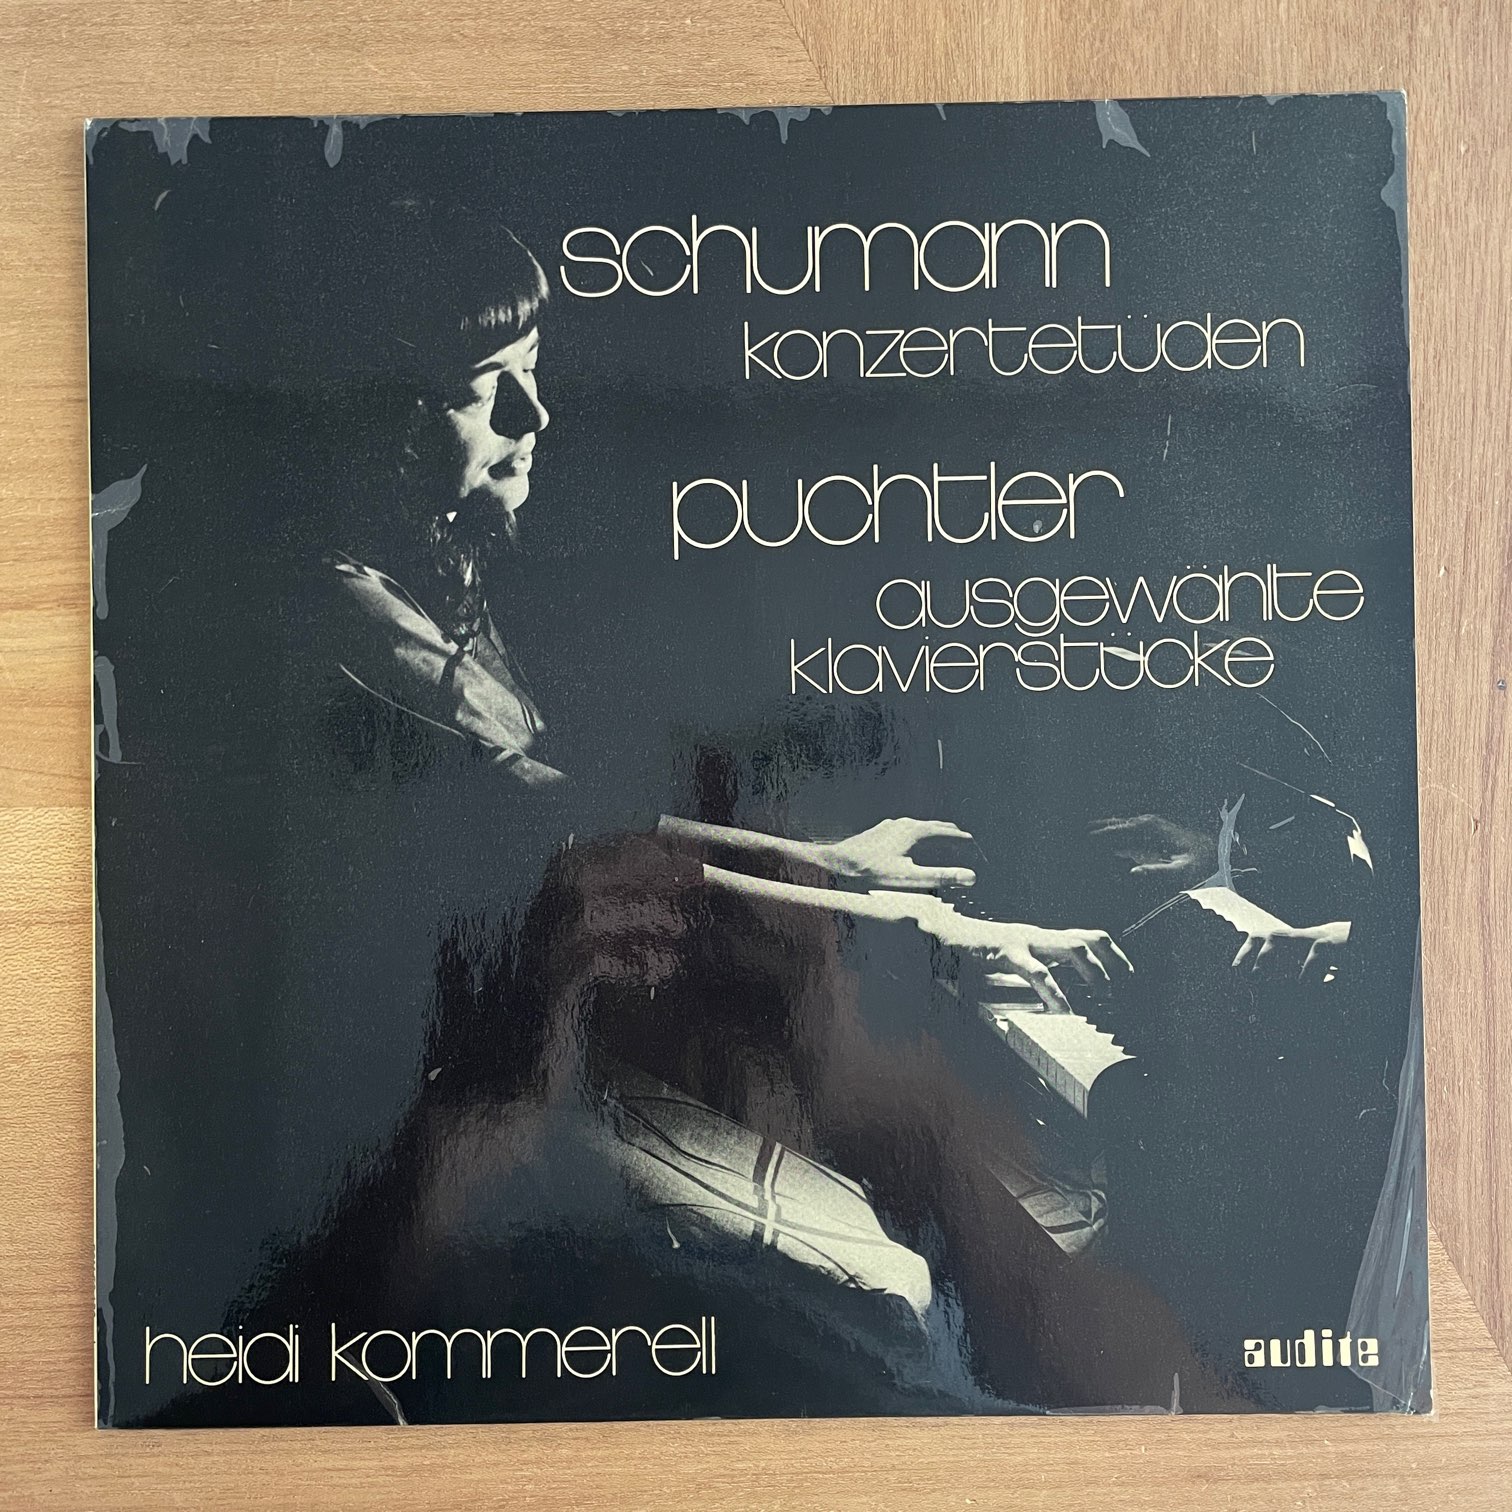 schumann
konzertetüden
puchtler
ausgewählte
klavierstücke
heidi kommerell
audite